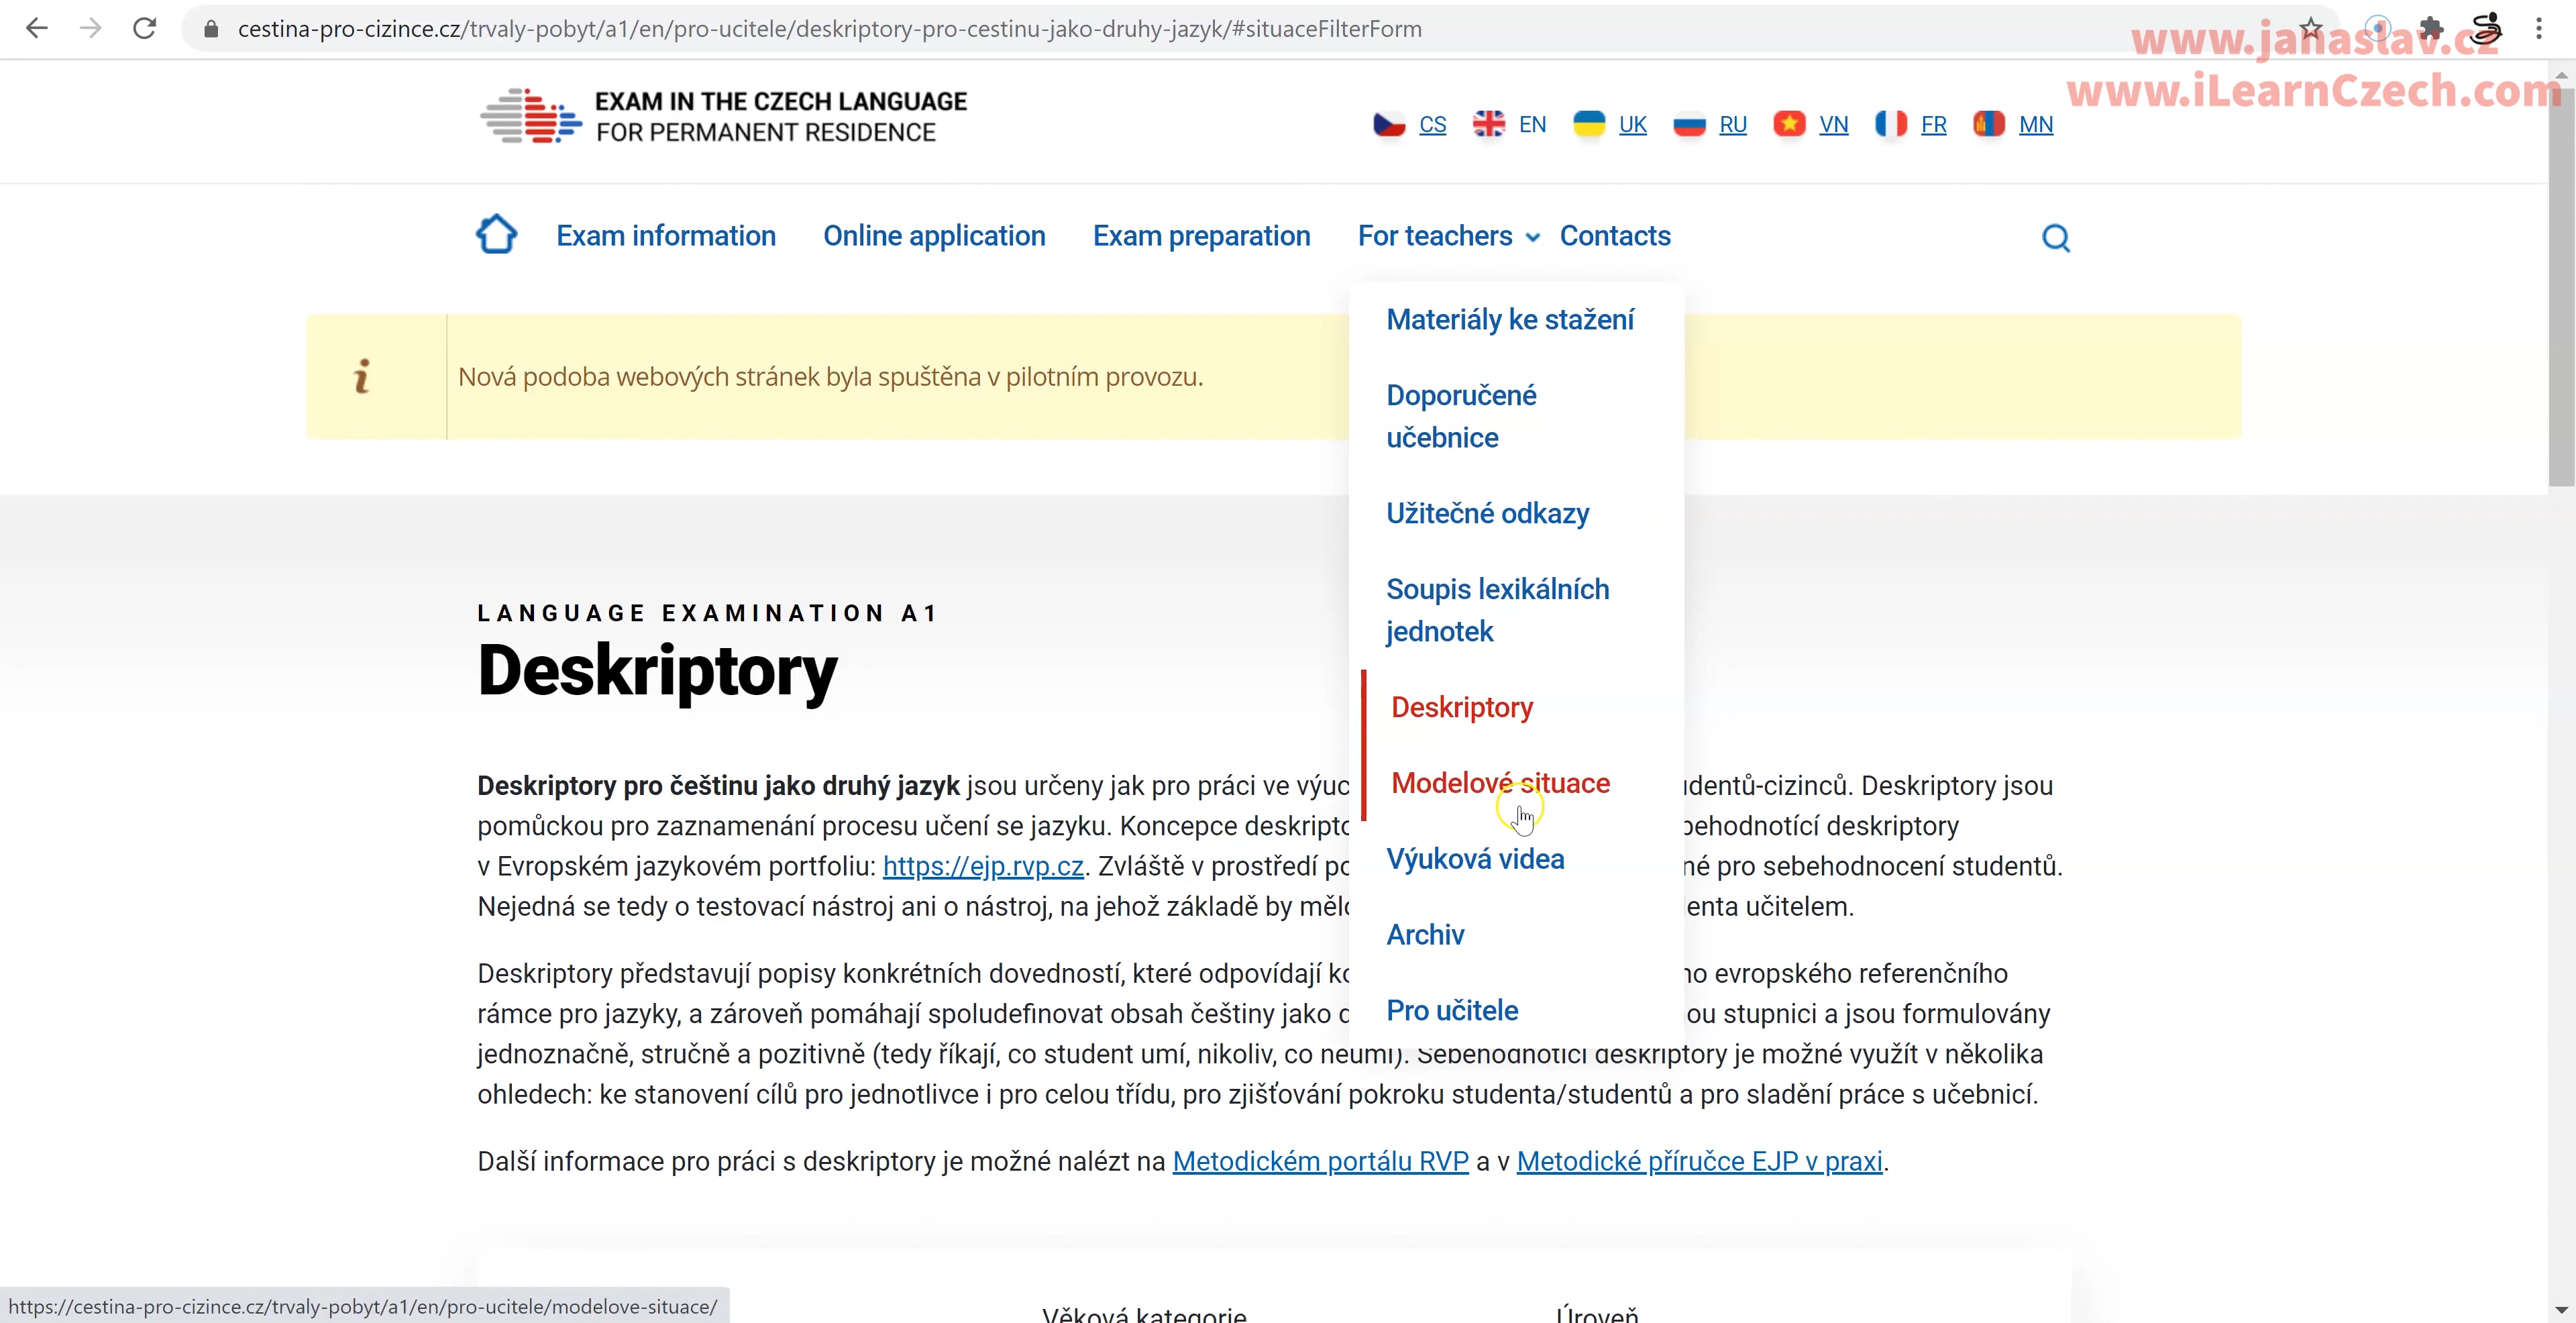 cestina-pro-cizince.cz/trvaly-pobyt/a1/en/pro-ucitele/deskriptory-pro-cestinu-jako-druhy-jazyk/#situaceFilterForm
www.janaslav.cz
www.iLearnCzech.com
EXAM IN THE CZECH LANGUAGE
FOR PERMANENT RESIDENCE
CS EN UK RU VN FR MN
Exam information Online application Exam preparation For teachers Contacts
Materiály ke stažení
Doporučené
učebnice
Užitečné odkazy
Soupis lexikálních
jednotek
Deskriptory
Modelové situace
Výuková videa
Archiv
Pro učitele
i
Nová podoba webových stránek byla spuštěna v pilotním provozu.
LANGUAGE EXAMINATION A1
Deskriptory
Deskriptory pro češtinu jako druhý jazyk jsou určeny jak pro práci ve výuc dentů-cizinců. Deskriptory jsou
pomůckou pro zaznamenání procesu učení se jazyku. Koncepce deskripto behodnotící deskriptory
v Evropském jazykovém portfoliu: https://ejp.rvp.cz. Zvláště v prostředí po né pro sebehodnocení studentů.
Nejedná se tedy o testovací nástroj ani o nástroj, na jehož základě by mělo enta učitelem.
Deskriptory představují popisy konkrétních dovedností, které odpovídají ko ho evropského referenčního
rámce pro jazyky, a zároveň pomáhají spoludefinovat obsah češtiny jako d ou stupnici a jsou formulovány
jednoznačně, stručně a pozitivně (tedy říkají, co student umí, nikoliv, co neumí). Sebehodnotící deskriptory je možné využít v několika
ohledech: ke stanovení cílů pro jednotlivce i pro celou třídu, pro zjišťování pokroku studenta/studentů a pro sladění práce s učebnicí.
Další informace pro práci s deskriptory je možné nalézt na Metodickém portálu RVP a v Metodické příručce EJP v praxi.
Věková kategorie Úroveň
https://cestina-pro-cizince.cz/trvaly-pobyt/a1/en/pro-ucitele/modelove-situace/